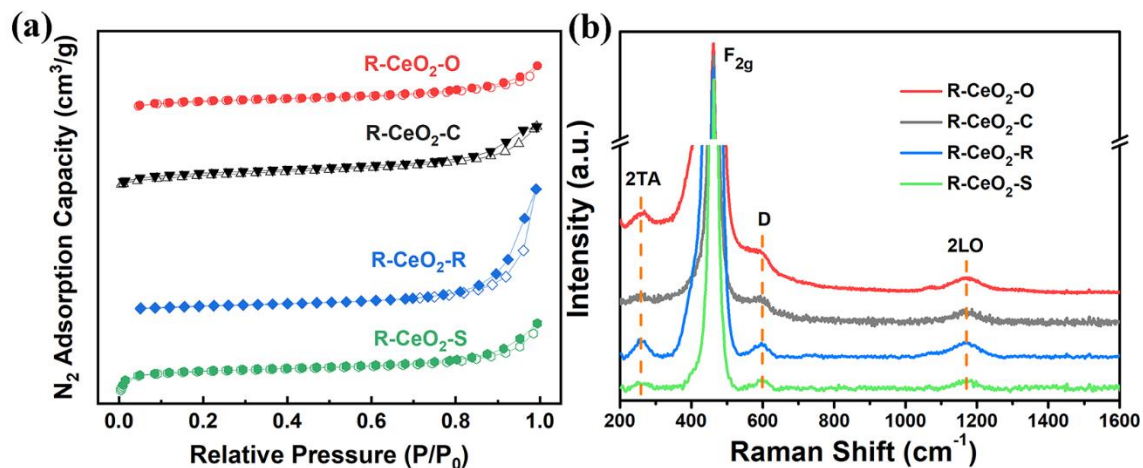 (a)
N₂ Adsorption Capacity (cm³/g)
R-CeO₂-O
R-CeO₂-C
R-CeO₂-R
R-CeO₂-S
0.0 0.2 0.4 0.6 0.8 1.0
Relative Pressure (P/P₀)
(b)
Intensity (a.u.)
F₂g
R-CeO₂-O
R-CeO₂-C
R-CeO₂-R
R-CeO₂-S
2TA
D
2LO
200 400 600 800 1000 1200 1400 1600
Raman Shift (cm⁻¹)